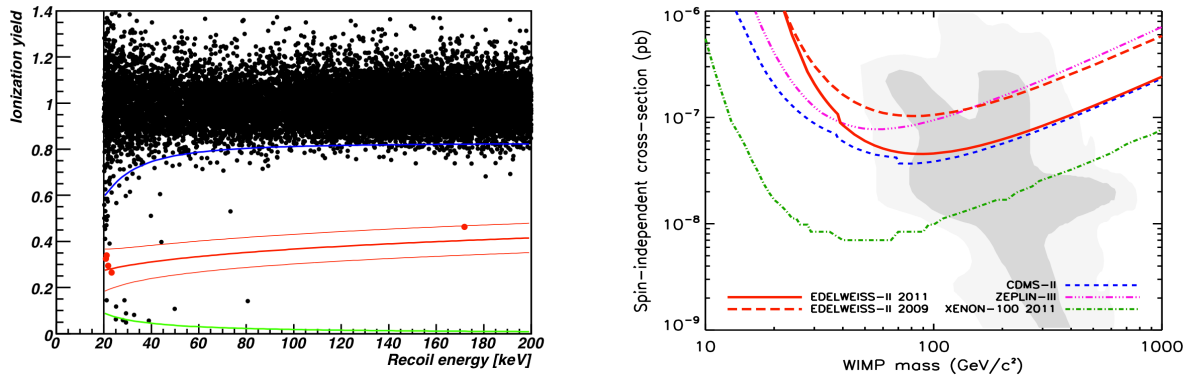 Ionization yield
1.4
1.2
1
0.8
0.6
0.4
0.2
0
0 20 40 60 80 100 120 140 160 180 200
Recoil energy [keV]
Spin-independent cross-section (pb)
10⁻⁶
10⁻⁷
10⁻⁸
10⁻⁹
CDMS-II
EDELWEISS-II 2011 ZEPLIN-III
EDELWEISS-II 2009 XENON-100 2011
10 100 1000
WIMP mass (GeV/c²)